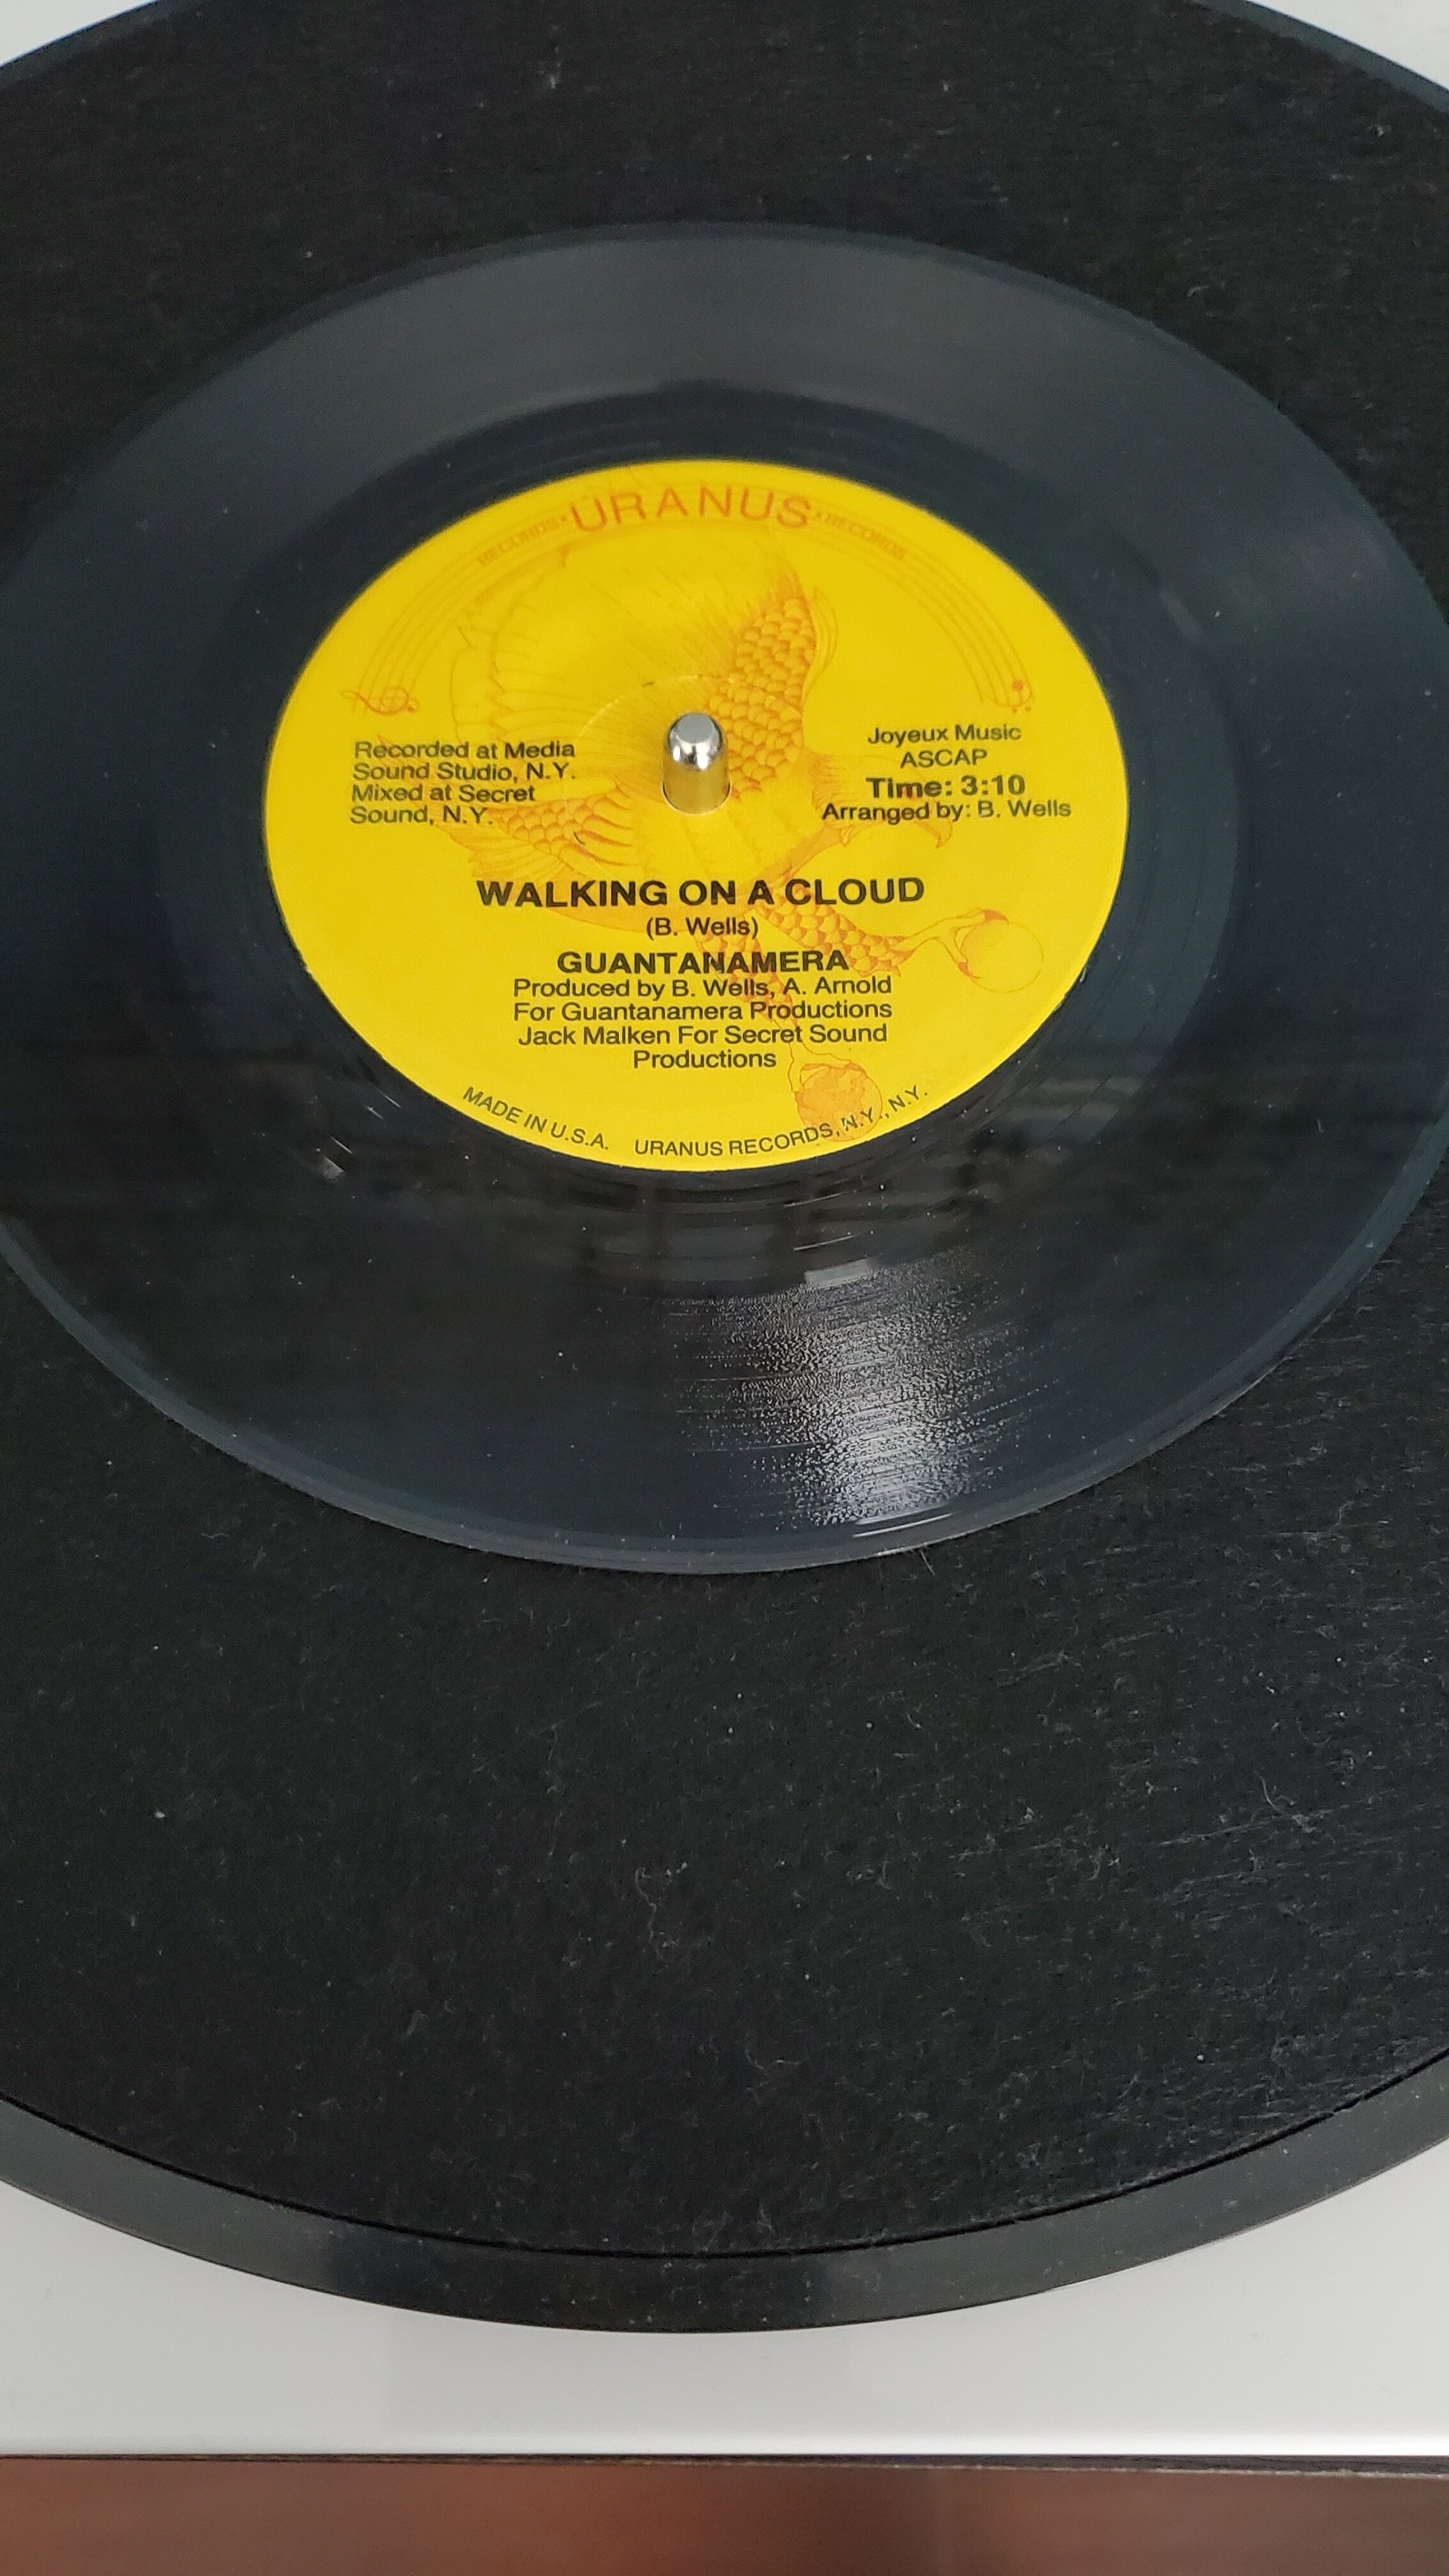 RECORDS • URANUS • RECORDS
Recorded at Media
Sound Studio, N.Y.
Mixed at Secret
Sound, N.Y.
Joyeux Music
ASCAP
Time: 3:10
Arranged by: B. Wells
WALKING ON A CLOUD
(B. Wells)
GUANTANAMERA
Produced by B. Wells, A. Arnold
For Guantanamera Productions
Jack Malken For Secret Sound
Productions
MADE IN U.S.A. URANUS RECORDS, N.Y., N.Y.